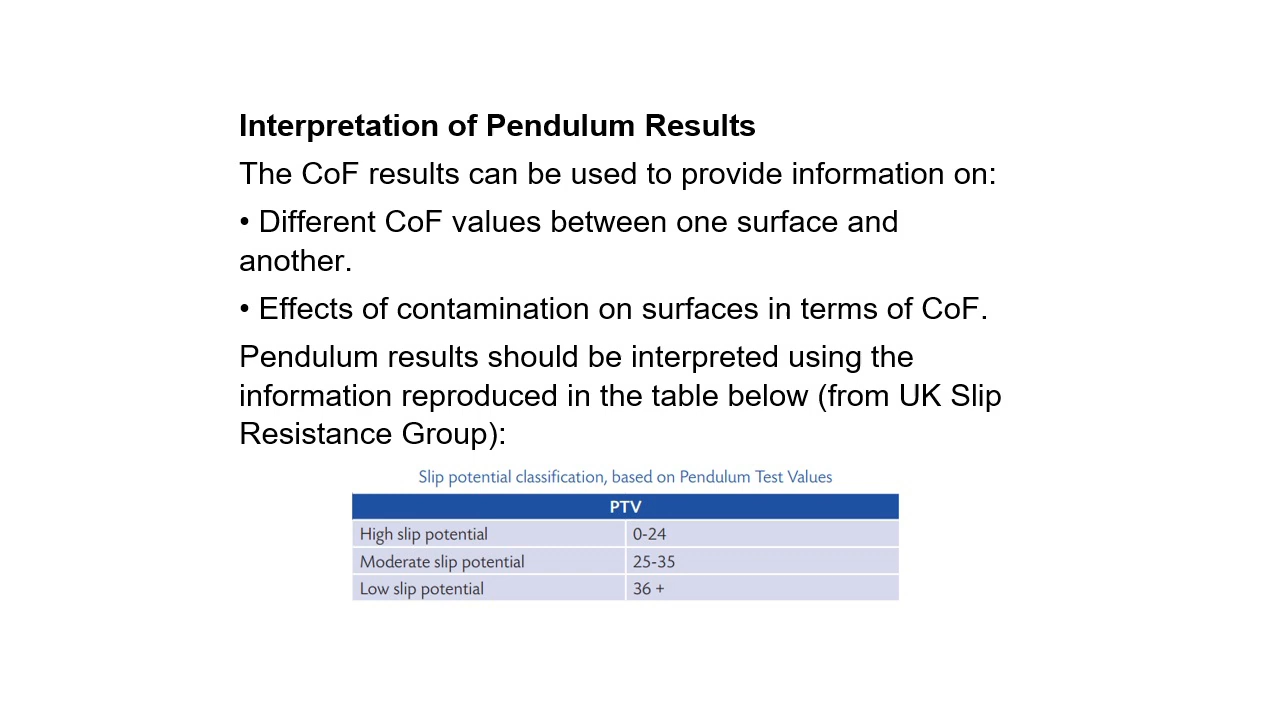 Interpretation of Pendulum Results
The CoF results can be used to provide information on:
• Different CoF values between one surface and
another.
• Effects of contamination on surfaces in terms of CoF.
Pendulum results should be interpreted using the
information reproduced in the table below (from UK Slip
Resistance Group):
Slip potential classification, based on Pendulum Test Values
PTV
High slip potential 0-24
Moderate slip potential 25-35
Low slip potential 36 +